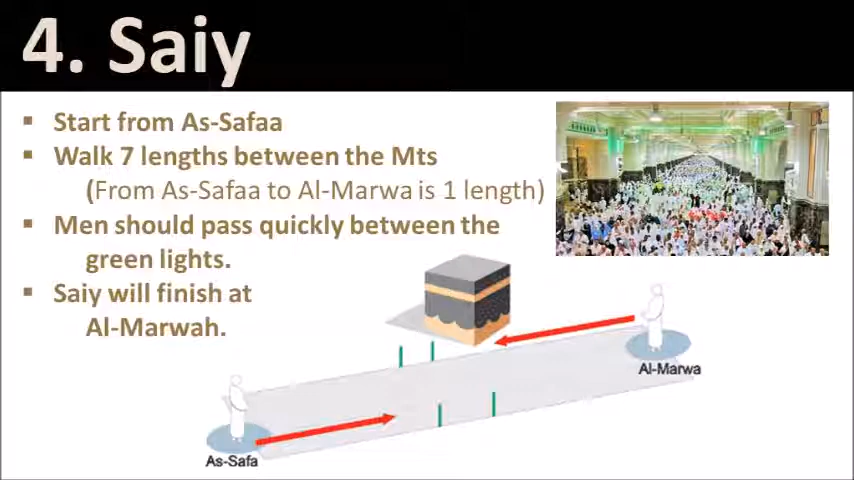 4. Saiy
Start from As-Safaa
Walk 7 lengths between the Mts
(From As-Safaa to Al-Marwa is 1 length)
Men should pass quickly between the
green lights.
Saiy will finish at
Al-Marwah.
Al-Marwa
As-Safa